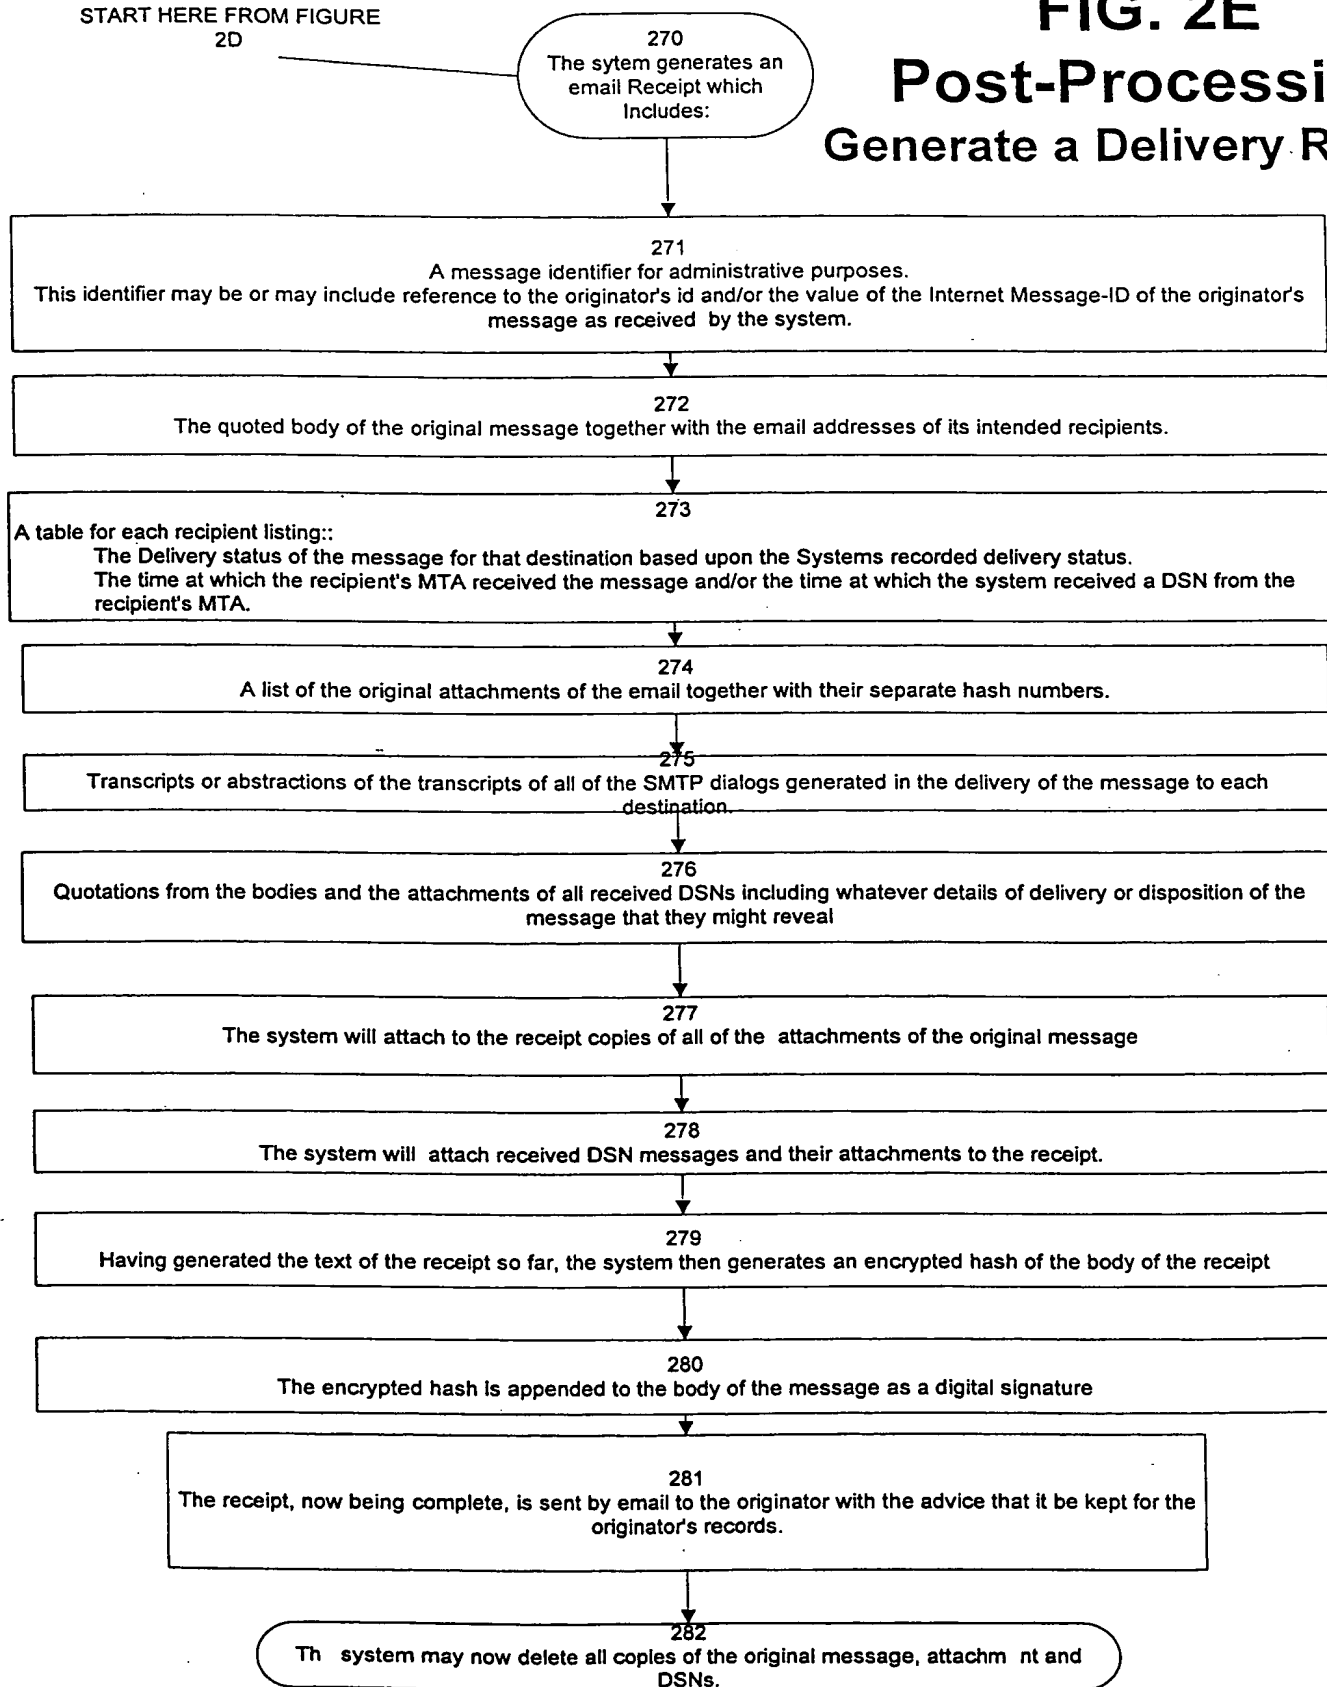 START HERE FROM FIGURE
2D
FIG. 2E
Post-Processi
Generate a Delivery R
270
The sytem generates an
email Receipt which
Includes:
271
A message identifier for administrative purposes.
This identifier may be or may include reference to the originator's id and/or the value of the Internet Message-ID of the originator's
message as received by the system.
272
The quoted body of the original message together with the email addresses of its intended recipients.
273
A table for each recipient listing::
The Delivery status of the message for that destination based upon the Systems recorded delivery status.
The time at which the recipient's MTA received the message and/or the time at which the system received a DSN from the
recipient's MTA.
274
A list of the original attachments of the email together with their separate hash numbers.
275
Transcripts or abstractions of the transcripts of all of the SMTP dialogs generated in the delivery of the message to each
destination.
276
Quotations from the bodies and the attachments of all received DSNs including whatever details of delivery or disposition of the
message that they might reveal
277
The system will attach to the receipt copies of all of the attachments of the original message
278
The system will attach received DSN messages and their attachments to the receipt.
279
Having generated the text of the receipt so far, the system then generates an encrypted hash of the body of the receipt
280
The encrypted hash is appended to the body of the message as a digital signature
281
The receipt, now being complete, is sent by email to the originator with the advice that it be kept for the
originator's records.
282
Th system may now delete all copies of the original message, attachm nt and
DSNs.